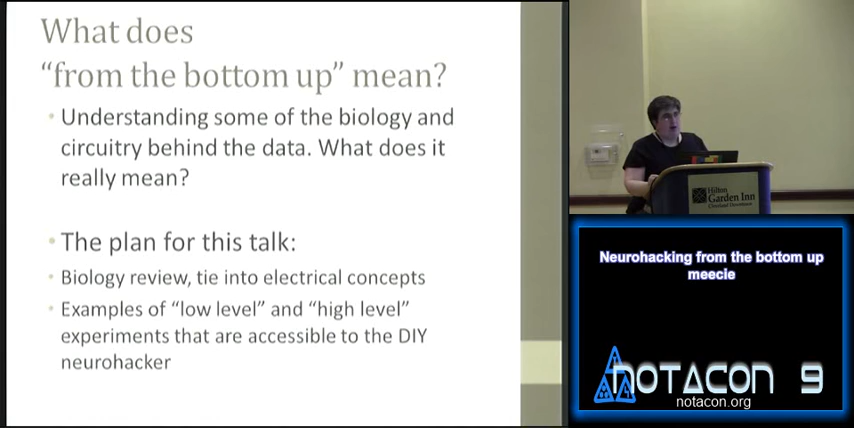 What does
“from the bottom up” mean?
Understanding some of the biology and
circuitry behind the data. What does it
really mean?
The plan for this talk:
Biology review, tie into electrical concepts
Examples of “low level” and “high level”
experiments that are accessible to the DIY
neurohacker
Hilton
Garden Inn
Cleveland Downtown
Neurohacking from the bottom up
meecie
NOTACON 9
notacon.org